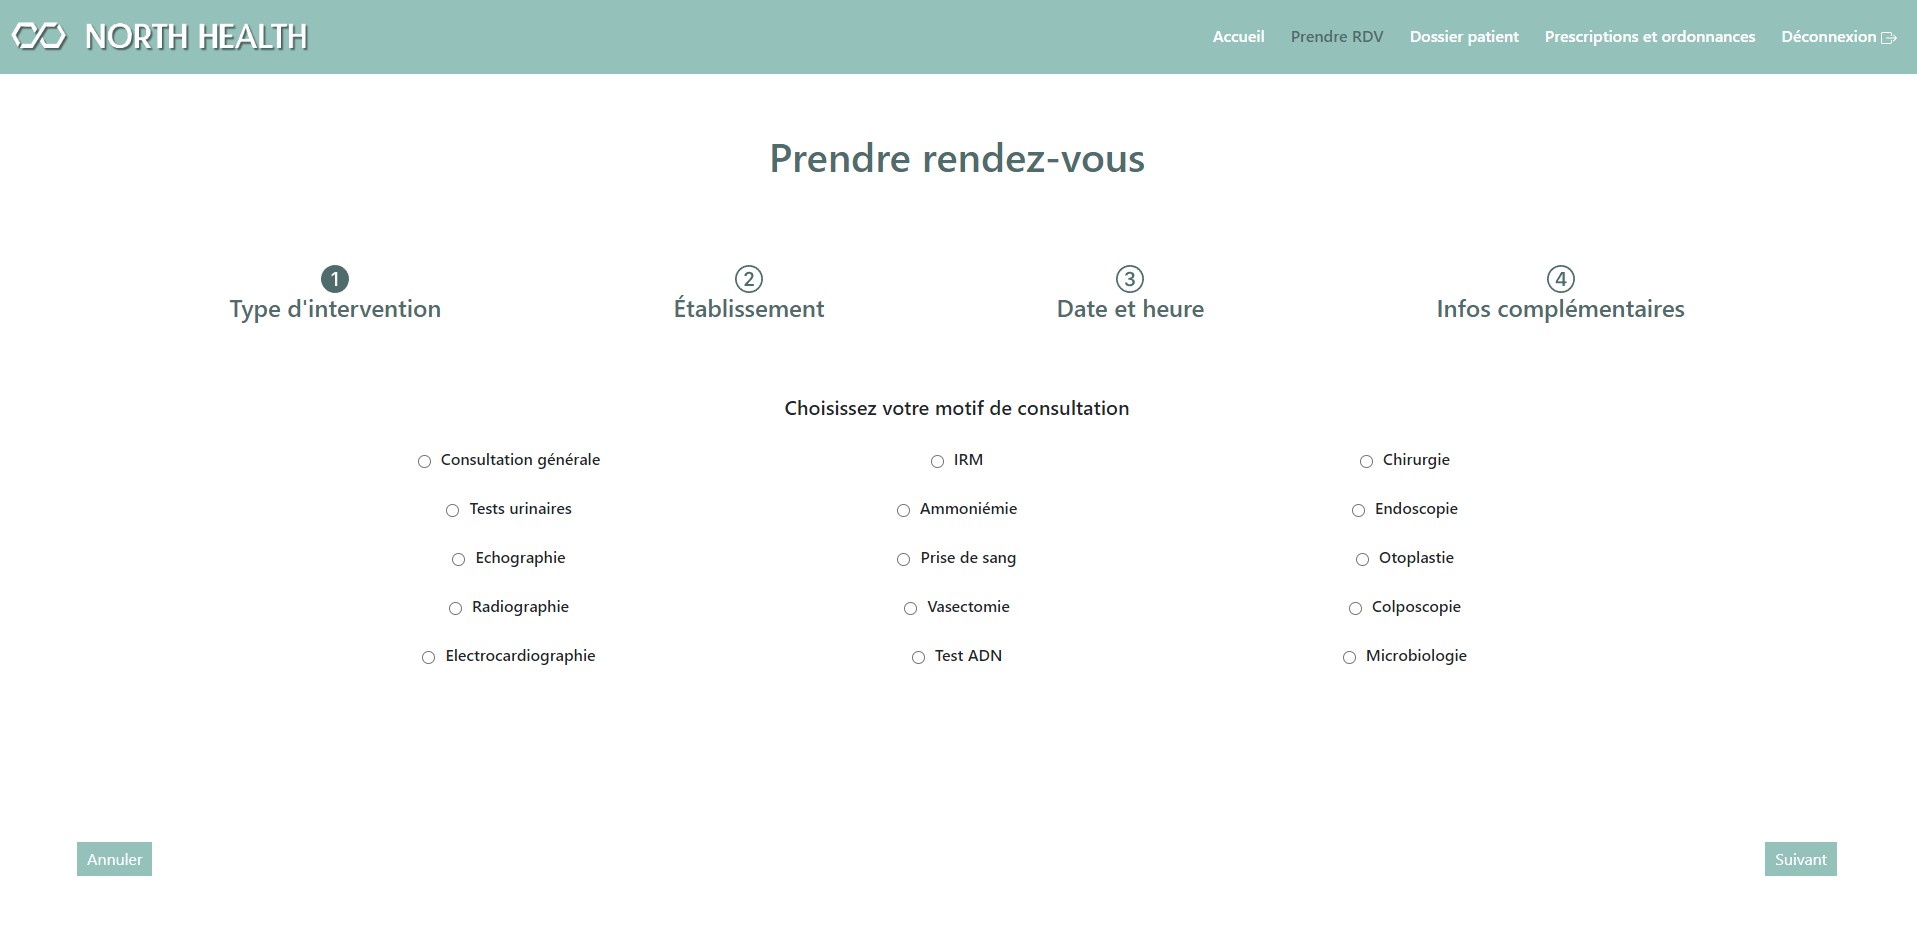 NORTH HEALTH
Accueil Prendre RDV Dossier patient Prescriptions et ordonnances Déconnexion
Prendre rendez-vous
1 2 3 4
Type d'intervention Établissement Date et heure Infos complémentaires
Choisissez votre motif de consultation
Consultation générale IRM Chirurgie
Tests urinaires Ammoniémie Endoscopie
Echographie Prise de sang Otoplastie
Radiographie Vasectomie Colposcopie
Electrocardiographie Test ADN Microbiologie
Annuler Suivant